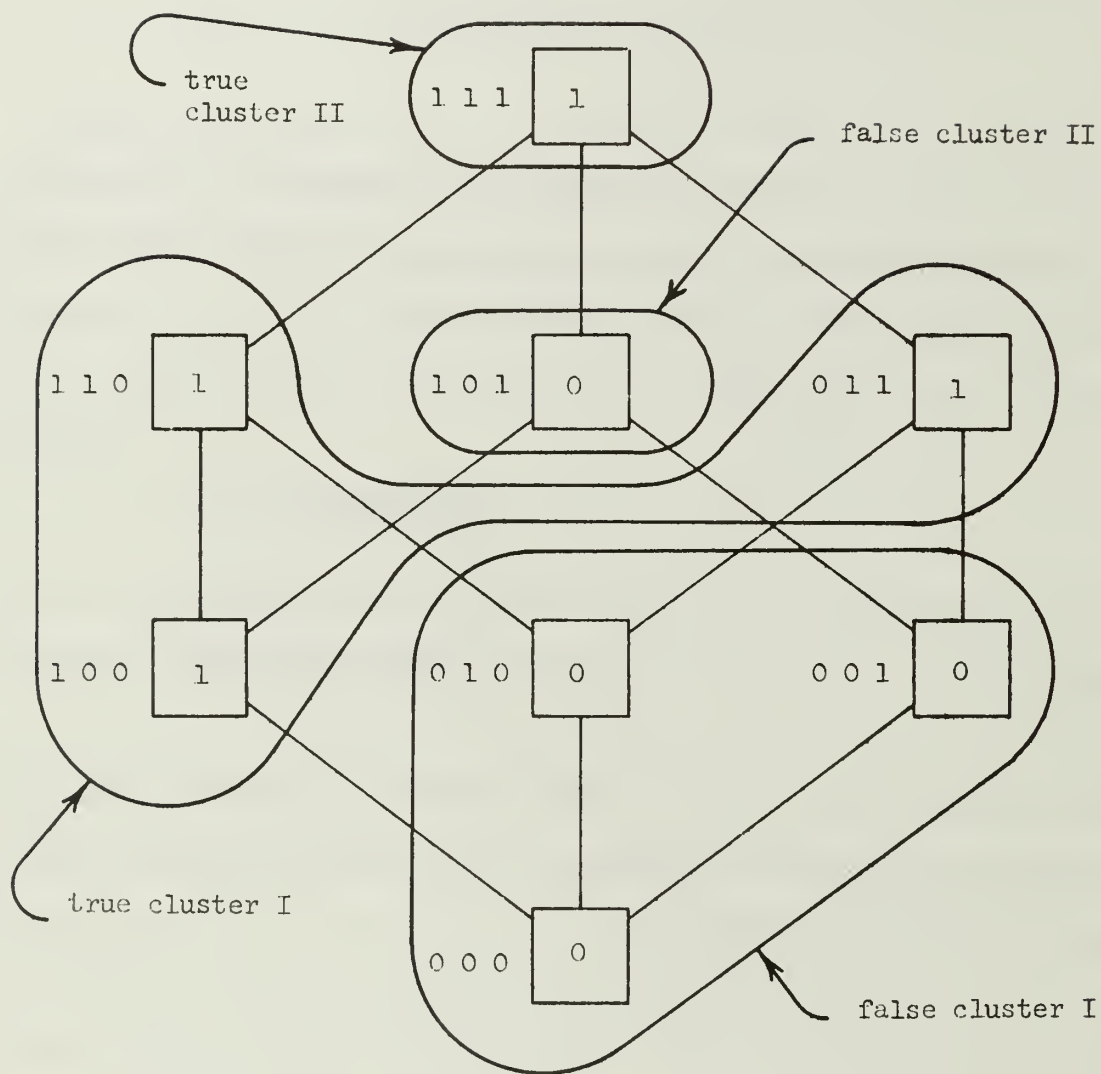 true
cluster II
1 1 1 1
false cluster II
1 1 0 1
1 0 1 0
0 1 1 1
1 0 0 1
0 1 0 0
0 0 1 0
true cluster I
0 0 0 0
false cluster I